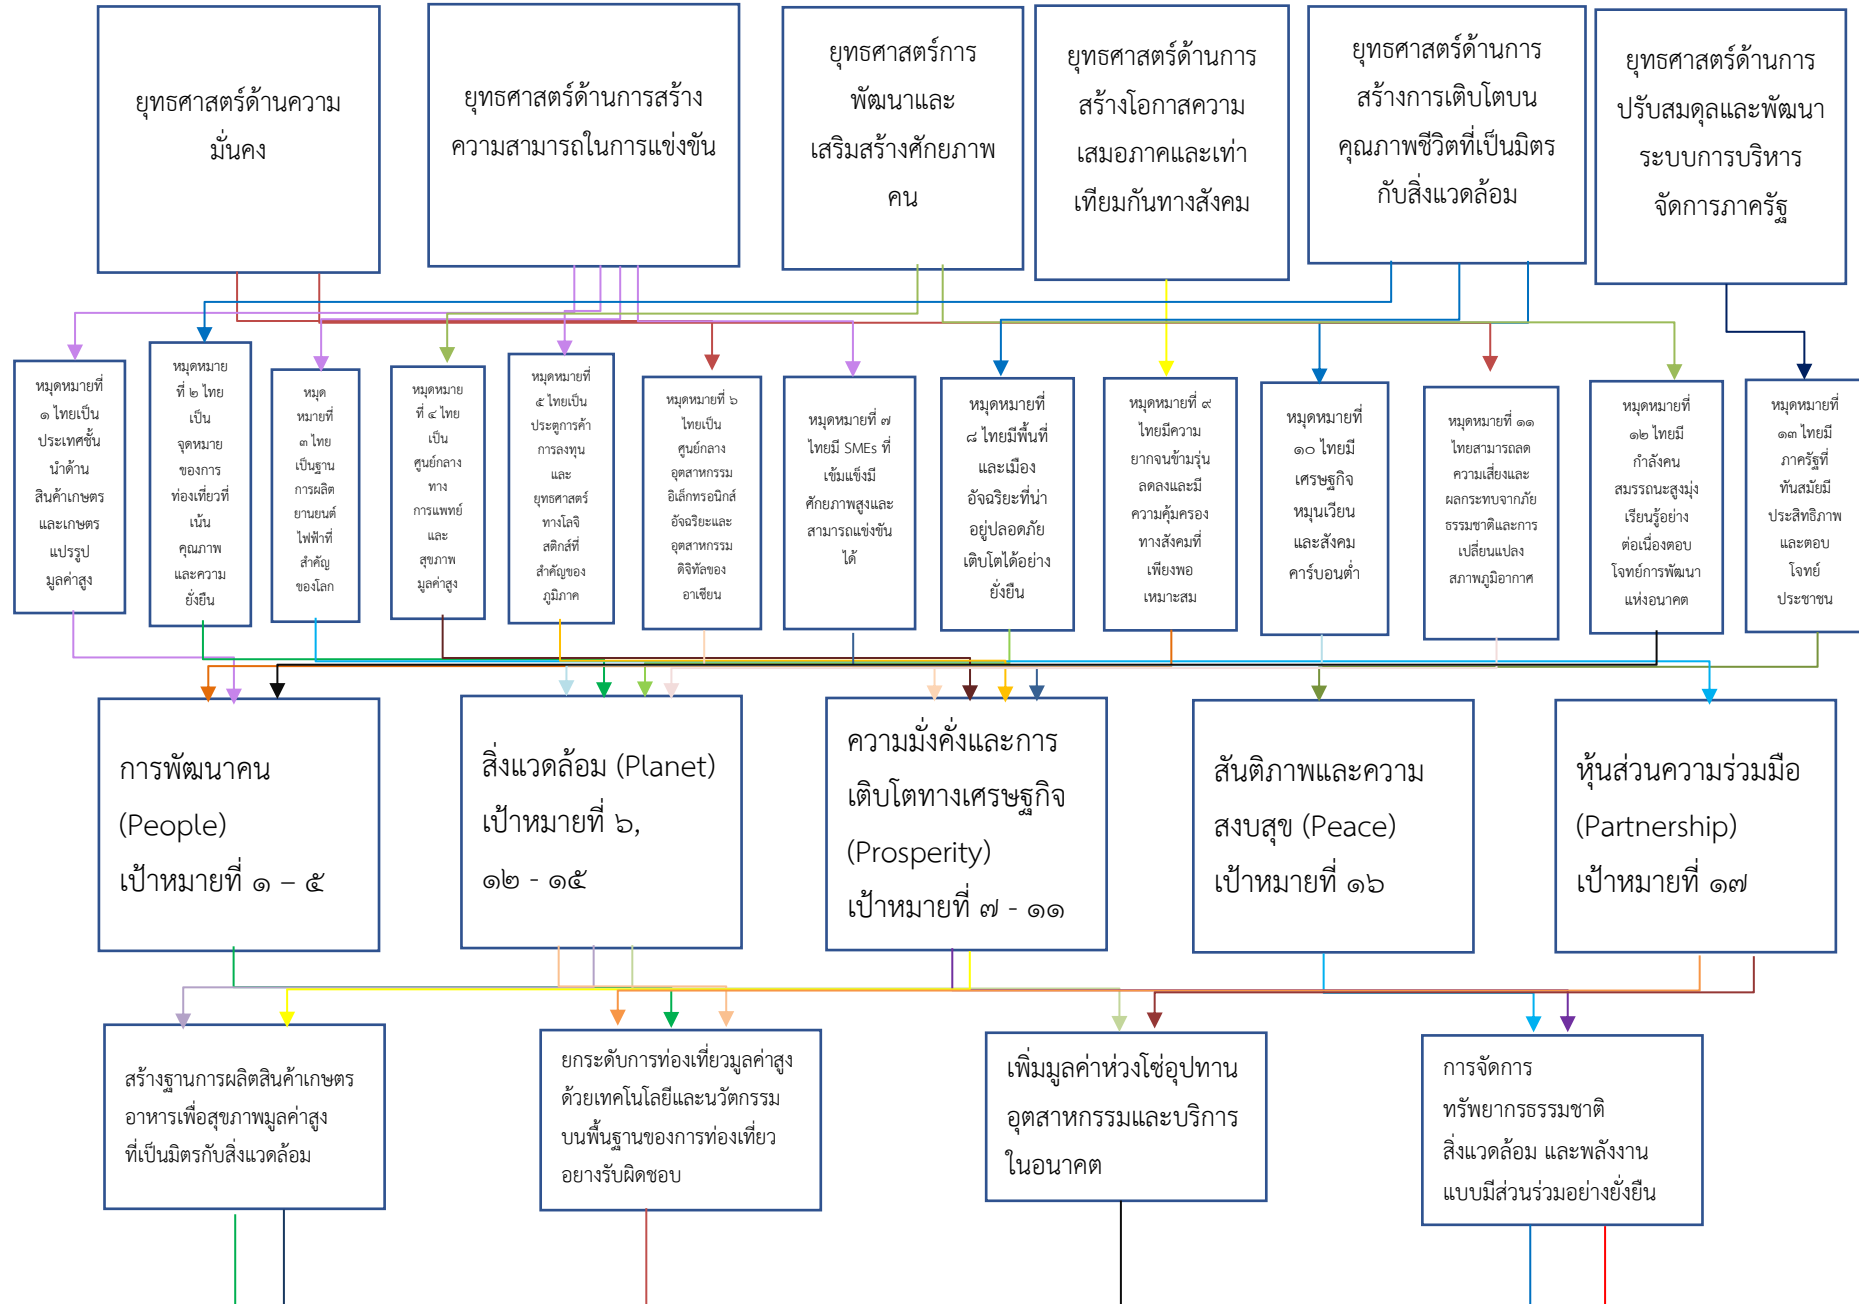 ยุทธศาสตร์ด้านความ
มั่นคง
ยุทธศาสตร์ด้านการสร้าง
ความสามารถในการแข่งขัน
ยุทธศาสตร์การ
พัฒนาและ
เสริมสร้างศักยภาพ
คน
ยุทธศาสตร์ด้านการ
สร้างโอกาสความ
เสมอภาคและเท่า
เทียมกันทางสังคม
ยุทธศาสตร์ด้านการ
สร้างการเติบโตบน
คุณภาพชีวิตที่เป็นมิตร
กับสิ่งแวดล้อม
ยุทธศาสตร์ด้านการ
ปรับสมดุลและพัฒนา
ระบบการบริหาร
จัดการภาครัฐ
หมุดหมายที่
๑ ไทยเป็น
ประเทศชั้น
นำด้าน
สินค้าเกษตร
และเกษตร
แปรรูป
มูลค่าสูง
หมุดหมาย
ที่ ๒ ไทย
เป็น
จุดหมาย
ของการ
ท่องเที่ยวที่
เน้น
คุณภาพ
และความ
ยั่งยืน
หมุด
หมายที่
๓ ไทย
เป็นฐาน
การผลิต
ยานยนต์
ไฟฟ้าที่
สำคัญ
ของโลก
หมุดหมาย
ที่ ๔ ไทย
เป็น
ศูนย์กลาง
ทาง
การแพทย์
และ
สุขภาพ
มูลค่าสูง
หมุดหมายที่
๕ ไทยเป็น
ประตูการค้า
การลงทุน
และ
ยุทธศาสตร์
ทางโลจิ
สติกส์ที่
สำคัญของ
ภูมิภาค
หมุดหมายที่ ๖
ไทยเป็น
ศูนย์กลาง
อุตสาหกรรม
อิเล็กทรอนิกส์
อัจฉริยะและ
อุตสาหกรรม
ดิจิทัลของ
อาเซียน
หมุดหมายที่ ๗
ไทยมี SMEs ที่
เข้มแข็งมี
ศักยภาพสูงและ
สามารถแข่งขัน
ได้
หมุดหมายที่
๘ ไทยมีพื้นที่
และเมือง
อัจฉริยะที่น่า
อยู่ปลอดภัย
เติบโตได้อย่าง
ยั่งยืน
หมุดหมายที่ ๙
ไทยมีความ
ยากจนข้ามรุ่น
ลดลงและมี
ความคุ้มครอง
ทางสังคมที่
เพียงพอ
เหมาะสม
หมุดหมายที่
๑๐ ไทยมี
เศรษฐกิจ
หมุนเวียน
และสังคม
คาร์บอนต่ำ
หมุดหมายที่ ๑๑
ไทยสามารถลด
ความเสี่ยงและ
ผลกระทบจากภัย
ธรรมชาติและการ
เปลี่ยนแปลง
สภาพภูมิอากาศ
หมุดหมายที่
๑๒ ไทยมี
กำลังคน
สมรรถนะสูงมุ่ง
เรียนรู้อย่าง
ต่อเนื่องตอบ
โจทย์การพัฒนา
แห่งอนาคต
หมุดหมายที่
๑๓ ไทยมี
ภาครัฐที่
ทันสมัยมี
ประสิทธิภาพ
และตอบ
โจทย์
ประชาชน
การพัฒนาคน
(People)
เป้าหมายที่ ๑ – ๕
สิ่งแวดล้อม (Planet)
เป้าหมายที่ ๖,
๑๒ - ๑๕
ความมั่งคั่งและการ
เติบโตทางเศรษฐกิจ
(Prosperity)
เป้าหมายที่ ๗ - ๑๑
สันติภาพและความ
สงบสุข (Peace)
เป้าหมายที่ ๑๖
หุ้นส่วนความร่วมมือ
(Partnership)
เป้าหมายที่ ๑๗
สร้างฐานการผลิตสินค้าเกษตร
อาหารเพื่อสุขภาพมูลค่าสูง
ที่เป็นมิตรกับสิ่งแวดล้อม
ยกระดับการท่องเที่ยวมูลค่าสูง
ด้วยเทคโนโลยีและนวัตกรรม
บนพื้นฐานของการท่องเที่ยว
อยางรับผิดชอบ
เพิ่มมูลค่าห่วงโซ่อุปทาน
อุตสาหกรรมและบริการ
ในอนาคต
การจัดการ
ทรัพยากรธรรมชาติ
สิ่งแวดล้อม และพลังงาน
แบบมีส่วนร่วมอย่างยั่งยืน